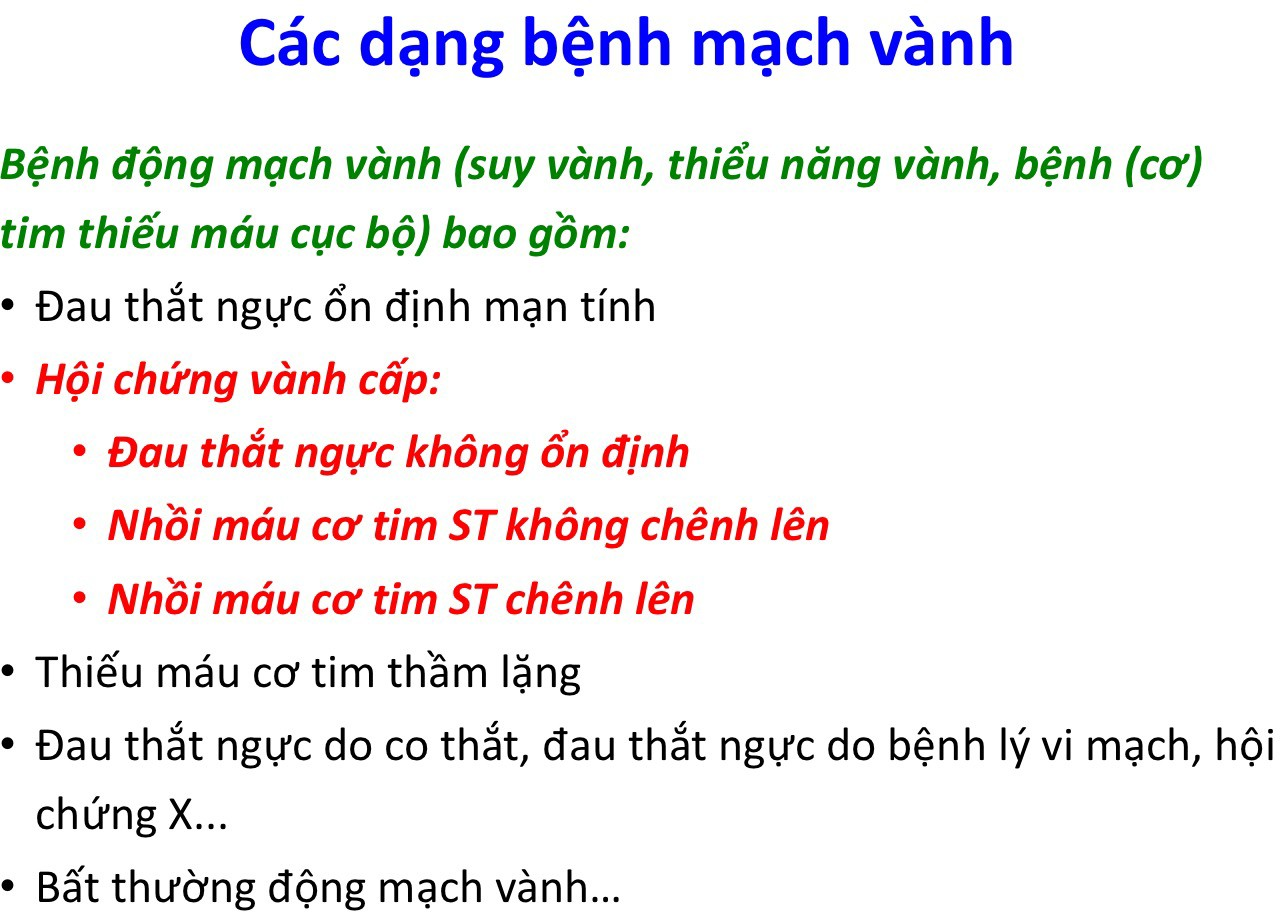 Các dạng bệnh mạch vành
Bệnh động mạch vành (suy vành, thiểu năng vành, bệnh (cơ)
tim thiếu máu cục bộ) bao gồm:
• Đau thắt ngực ổn định mạn tính
• Hội chứng vành cấp:
• Đau thắt ngực không ổn định
• Nhồi máu cơ tim ST không chênh lên
• Nhồi máu cơ tim ST chênh lên
• Thiếu máu cơ tim thầm lặng
• Đau thắt ngực do co thắt, đau thắt ngực do bệnh lý vi mạch, hội
chứng X...
• Bất thường động mạch vành...